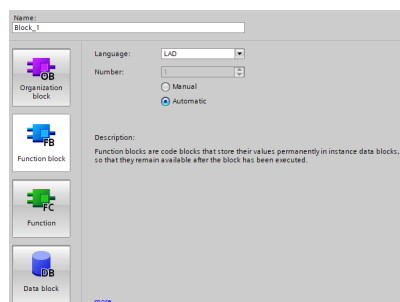 Name:
Block_1
Language: LAD
Number: 1
Manual
Automatic
OB
Organization
block
Description:
Function blocks are code blocks that store their values permanently in instance data blocks,
so that they remain available after the block has been executed.
FB
Function block
FC
Function
DB
Data block
more